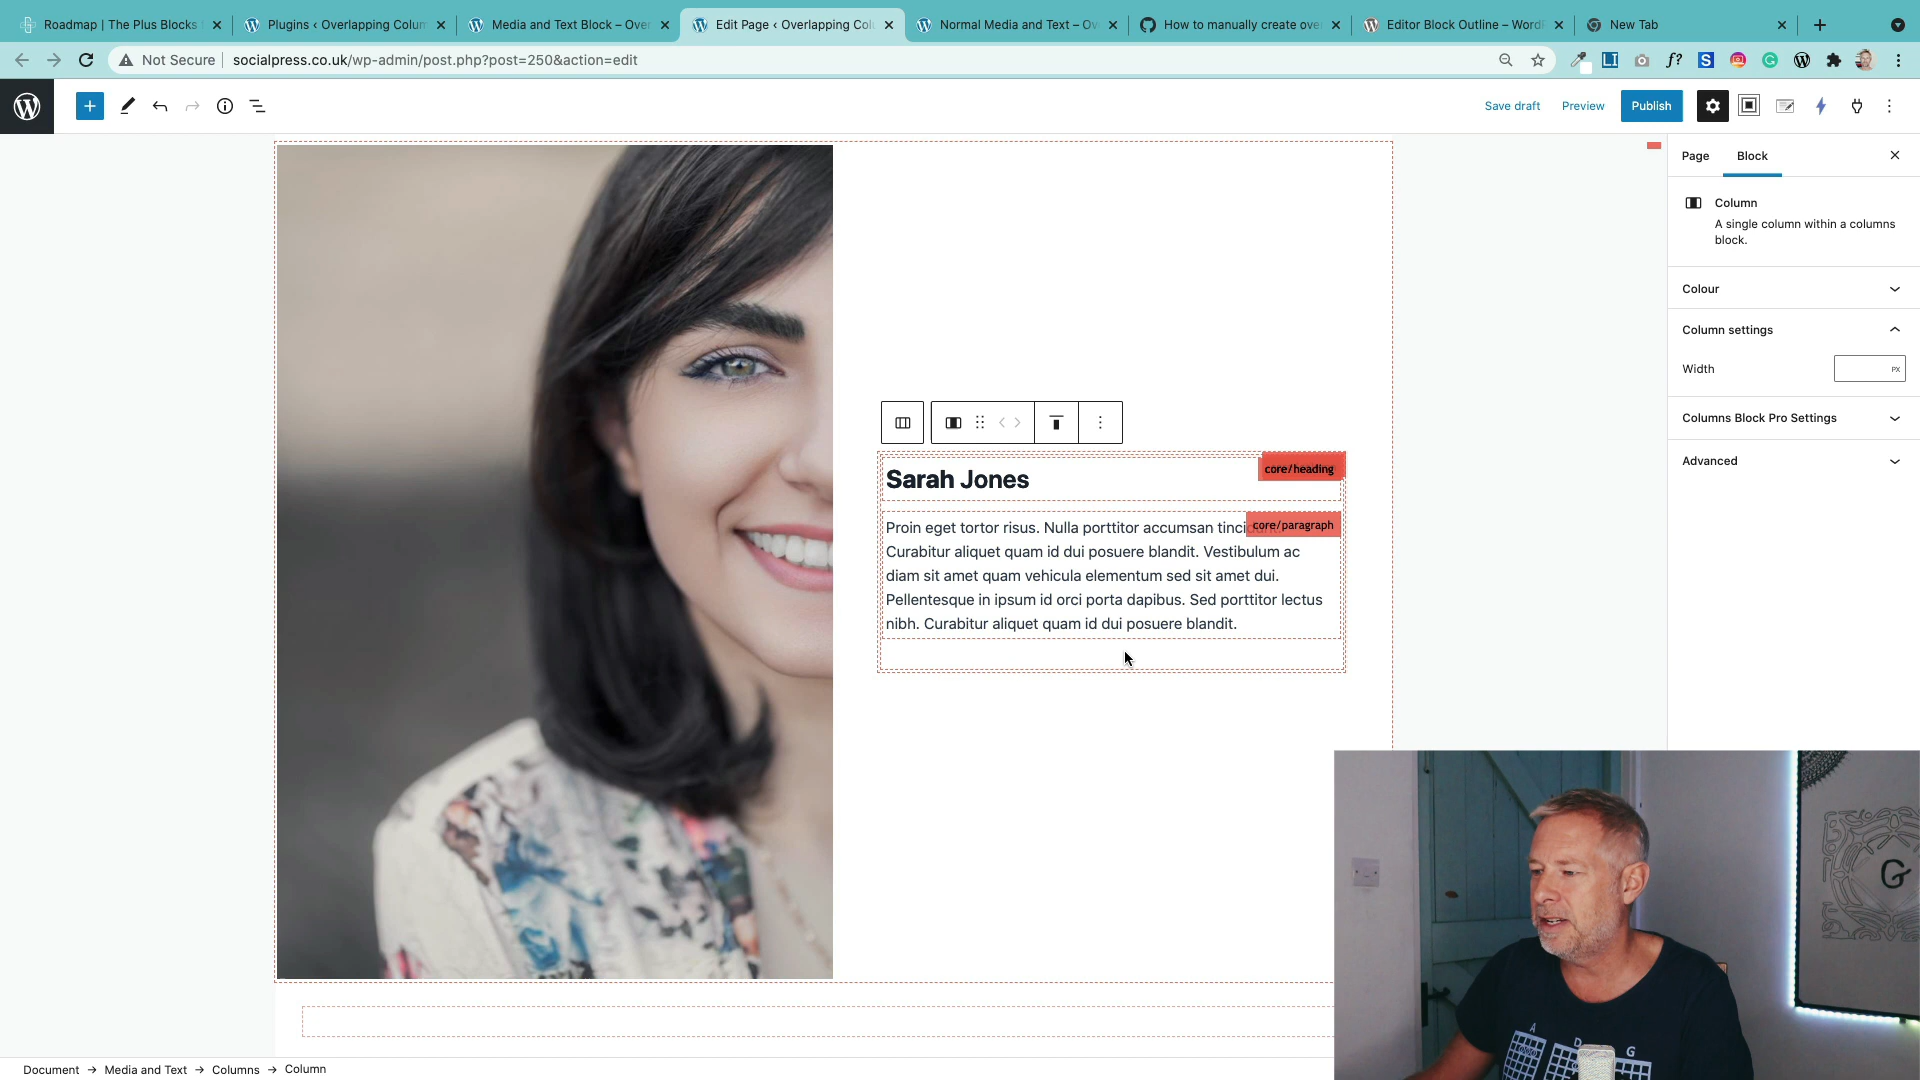 Roadmap | The Plus Blocks
Plugins ‹ Overlapping Colum
Media and Text Block – Over
Edit Page ‹ Overlapping Col
Normal Media and Text – Ov
How to manually create over
Editor Block Outline – Word
New Tab
Not Secure
socialpress.co.uk/wp-admin/post.php?post=250&action=edit
Save draft
Preview
Publish
Page
Block
Column
A single column within a columns
block.
Colour
Column settings
Width
PX
Columns Block Pro Settings
Advanced
Sarah Jones
core/heading
Proin eget tortor risus. Nulla porttitor accumsan tinci
core/paragraph
Curabitur aliquet quam id dui posuere blandit. Vestibulum ac
diam sit amet quam vehicula elementum sed sit amet dui.
Pellentesque in ipsum id orci porta dapibus. Sed porttitor lectus
nibh. Curabitur aliquet quam id dui posuere blandit.
A
D
G
G
Document → Media and Text → Columns → Column